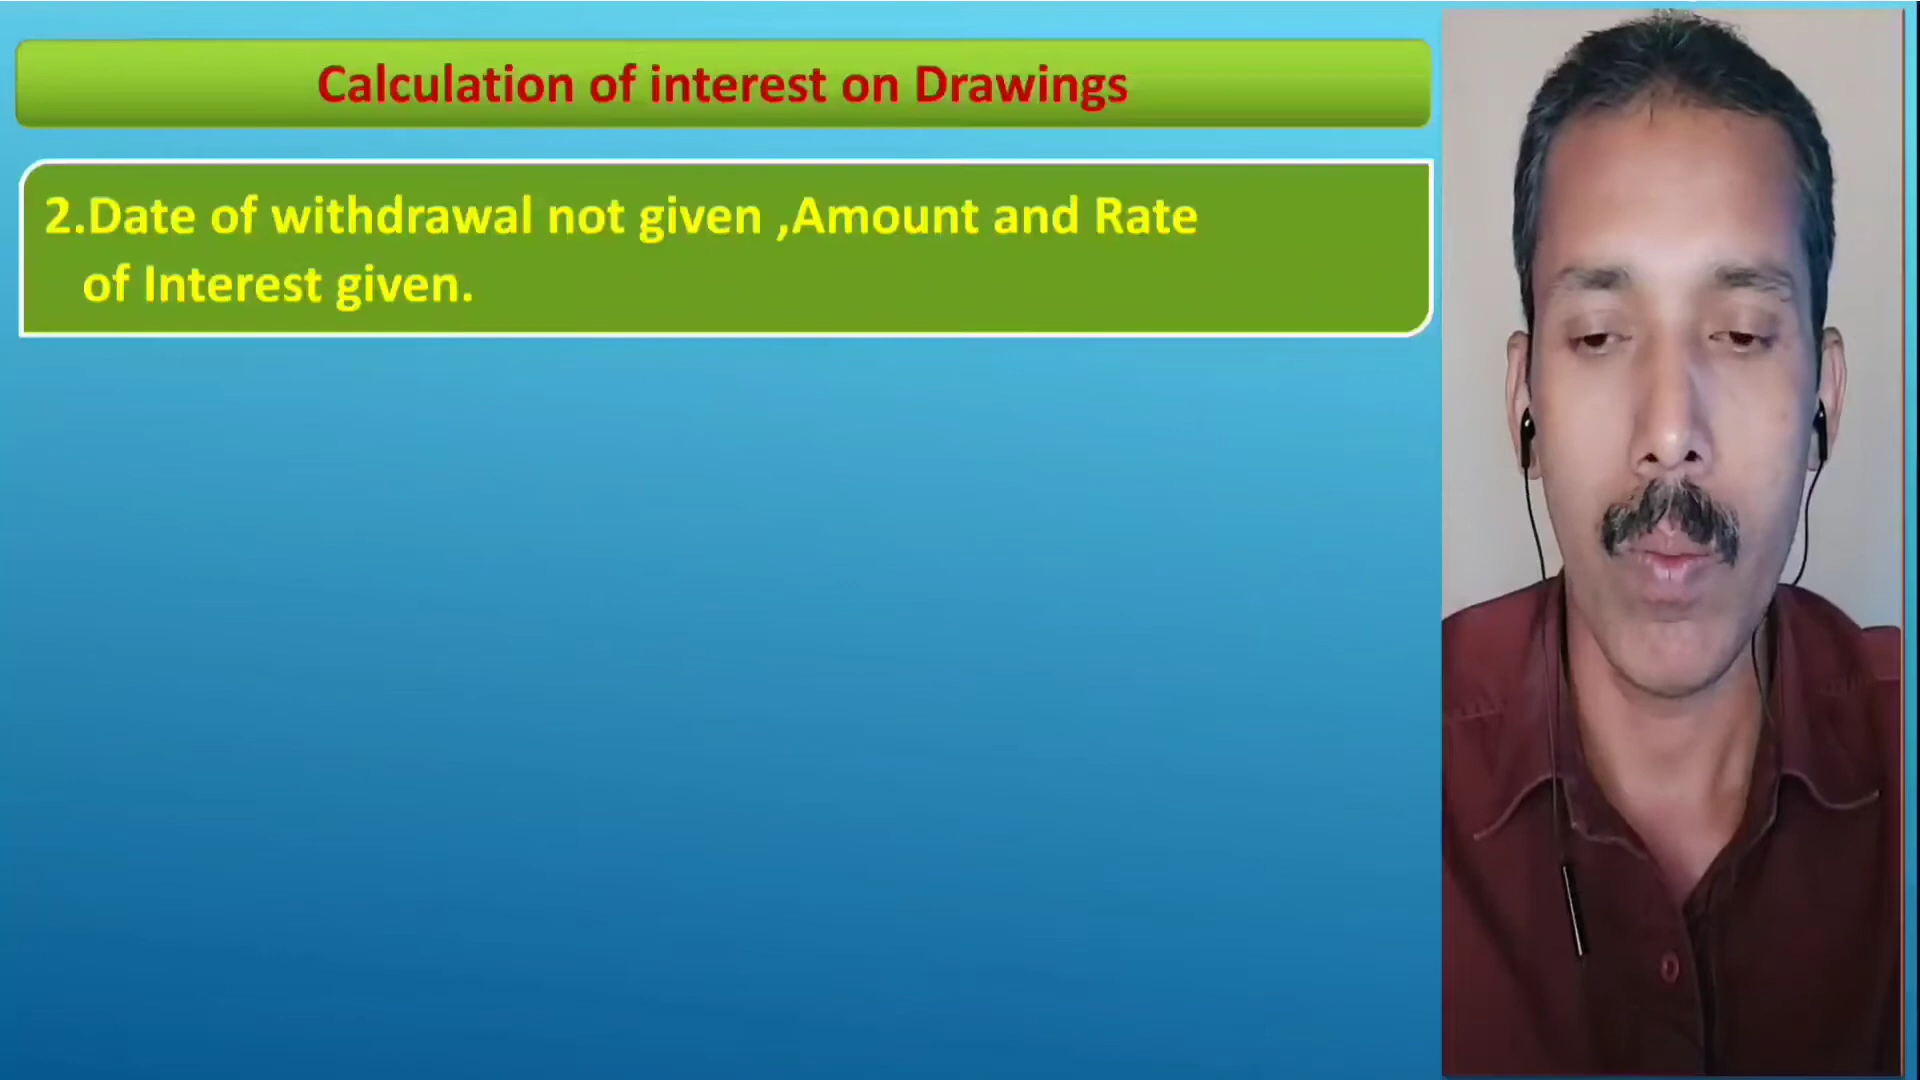 Calculation of interest on Drawings
2.Date of withdrawal not given ,Amount and Rate
of Interest given.